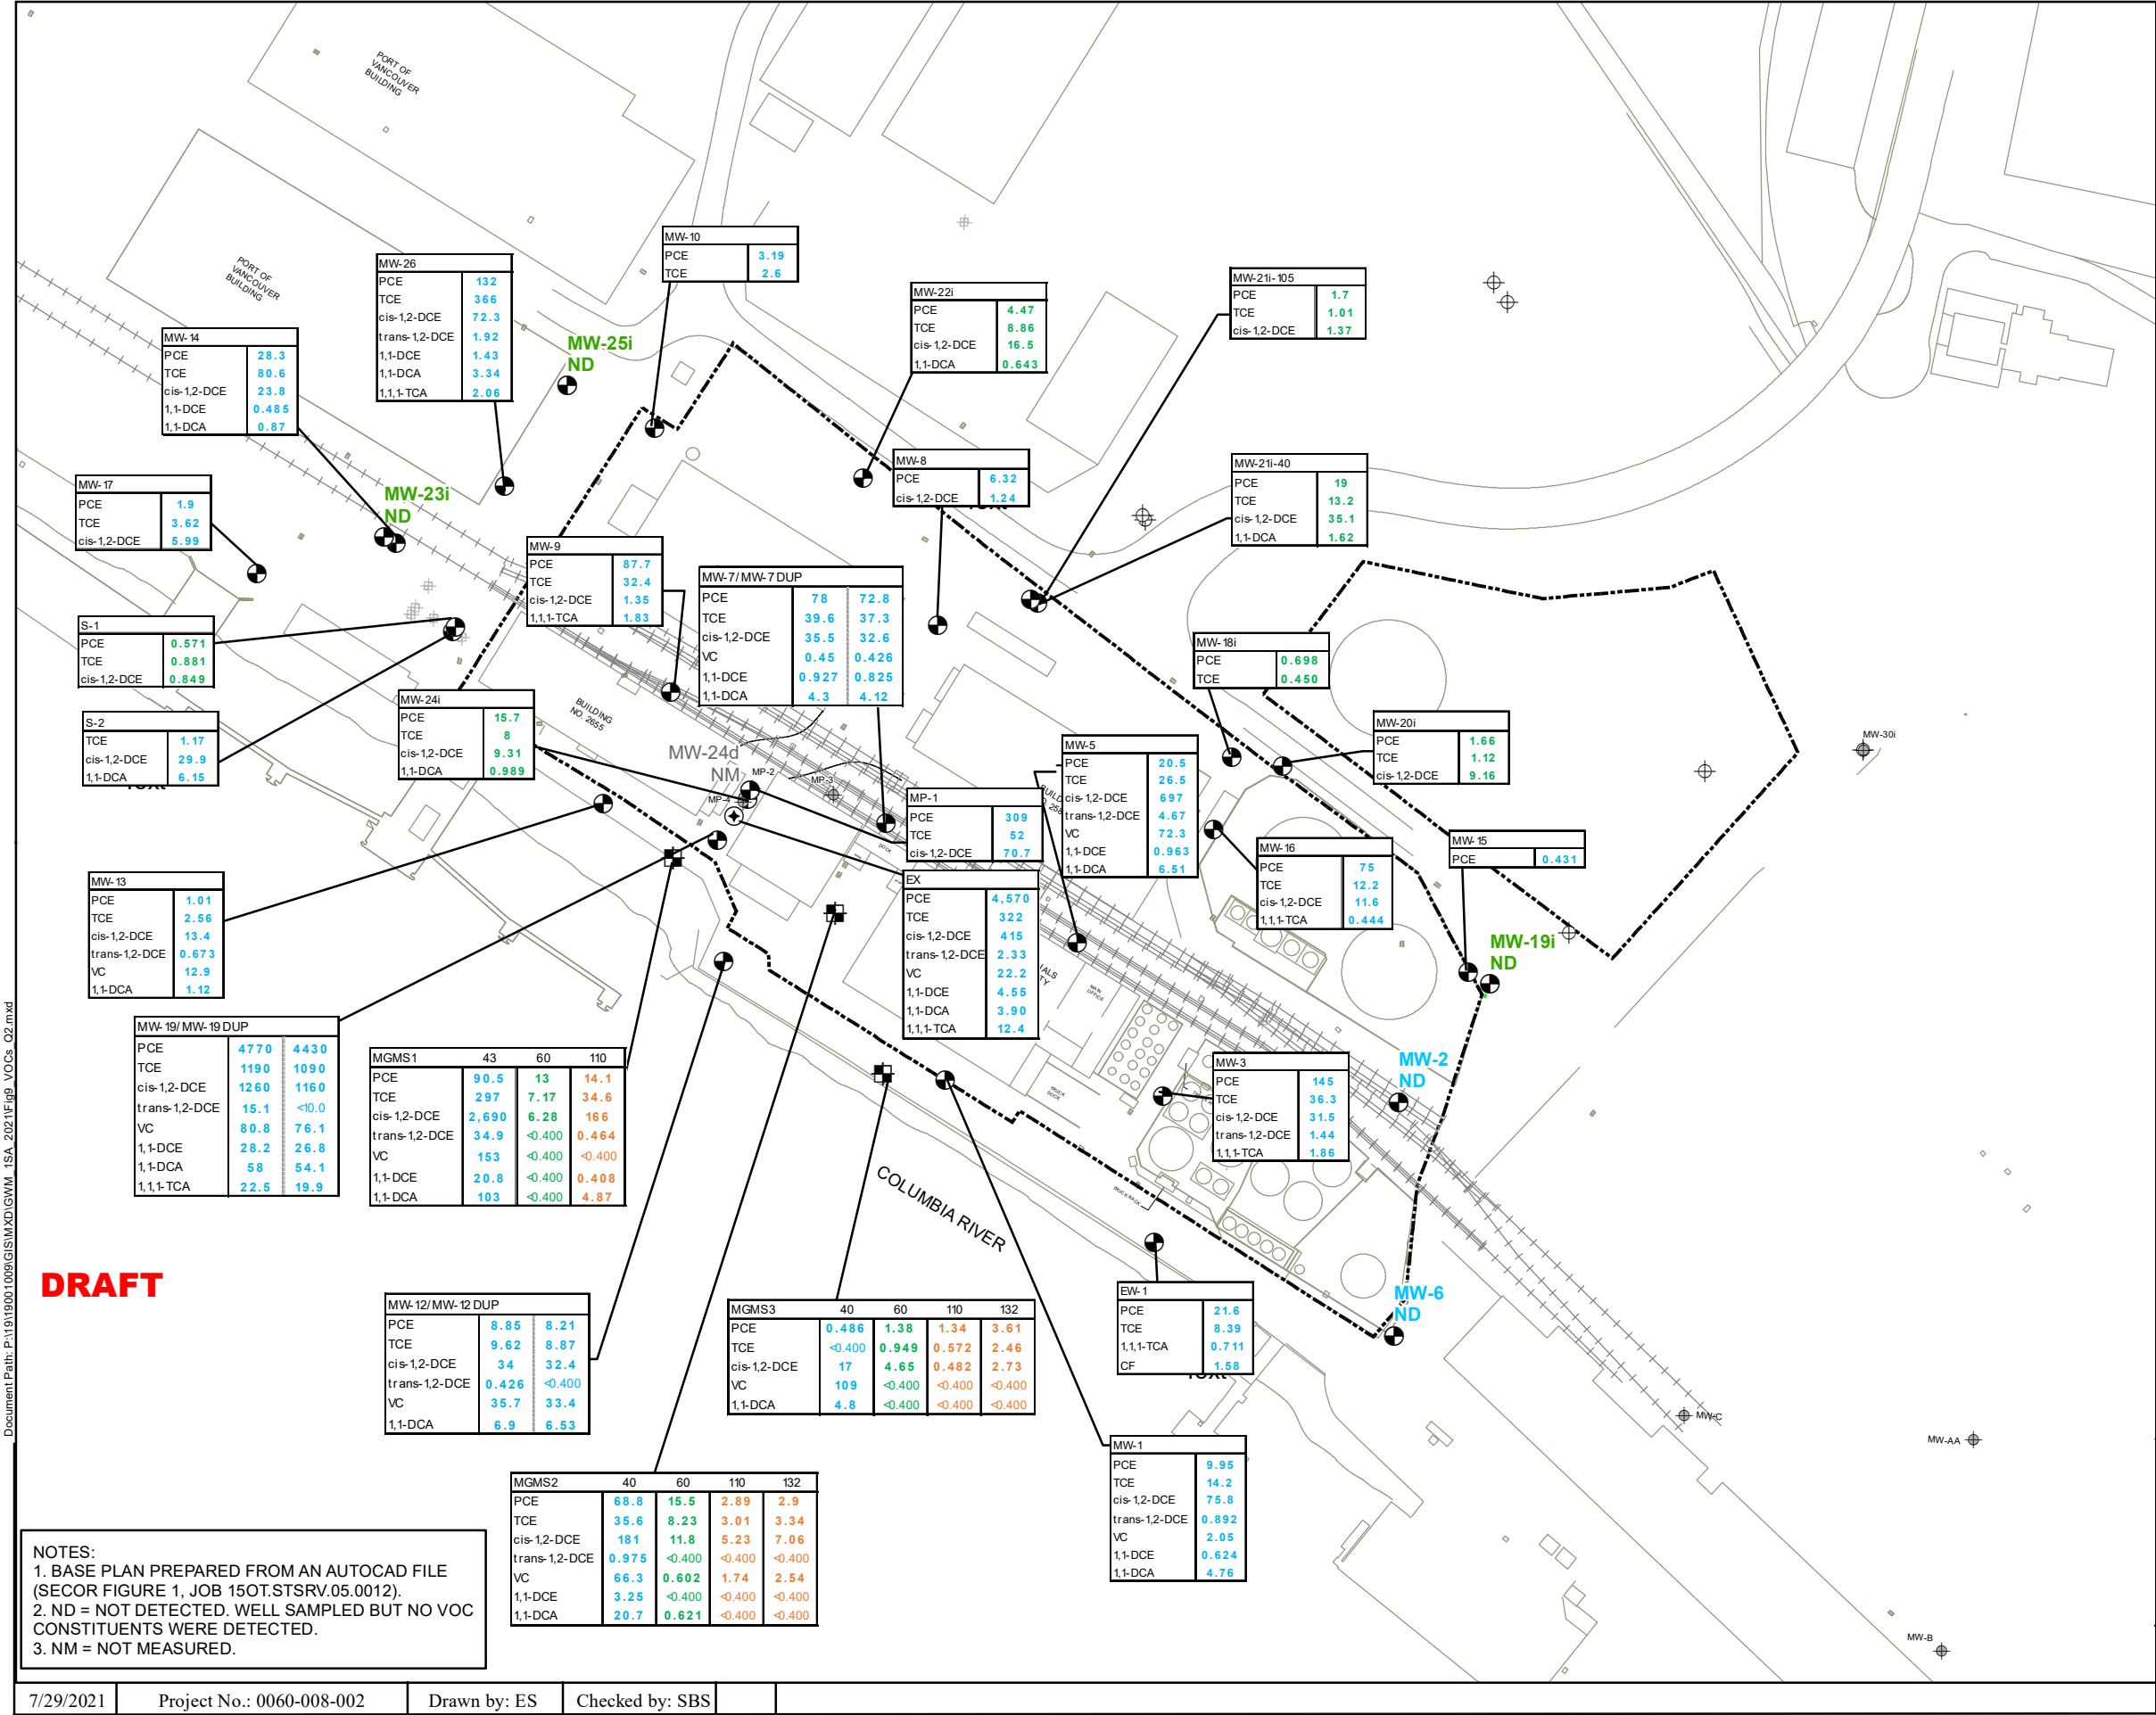 PORT OF
VANCOUVER
BUILDING
PORT OF
VANCOUVER
BUILDING
MW-10
PCE 3.19
TCE 2.6
MW-26
PCE 132
TCE 366
cis-1,2-DCE 72.3
trans-1,2-DCE 1.92
1,1-DCE 1.43
1,1-DCA 3.34
1,1,1-TCA 2.06
MW-25i
ND
MW-22i
PCE 4.47
TCE 8.86
cis-1,2-DCE 16.5
1,1-DCA 0.643
MW-21i-105
PCE 1.7
TCE 1.01
cis-1,2-DCE 1.37
MW-14
PCE 28.3
TCE 80.6
cis-1,2-DCE 23.8
1,1-DCE 0.485
1,1-DCA 0.87
MW-8
PCE 6.32
cis-1,2-DCE 1.24
MW-21i-40
PCE 19
TCE 13.2
cis-1,2-DCE 35.1
1,1-DCA 1.62
MW-17
PCE 1.9
TCE 3.62
cis-1,2-DCE 5.99
MW-23i
ND
MW-9
PCE 87.7
TCE 32.4
cis-1,2-DCE 1.35
1,1,1-TCA 1.83
MW-7/MW-7 DUP
PCE 78 72.8
TCE 39.6 37.3
cis-1,2-DCE 35.5 32.6
VC 0.45 0.426
1,1-DCE 0.927 0.825
1,1-DCA 4.3 4.12
S-1
PCE 0.571
TCE 0.881
cis-1,2-DCE 0.849
MW-18i
PCE 0.698
TCE 0.450
S-2
TCE 1.17
cis-1,2-DCE 29.9
1,1-DCA 6.15
MW-24i
PCE 15.7
TCE 8
cis-1,2-DCE 9.31
1,1-DCA 0.989
BUILDING
NO. 2655
MW-24d
NM
MP-2
MP-3
MP-4
MW-5
PCE 20.5
TCE 26.5
cis-1,2-DCE 697
trans-1,2-DCE 4.67
VC 72.3
1,1-DCE 0.963
1,1-DCA 6.51
MW-20i
PCE 1.66
TCE 1.12
cis-1,2-DCE 9.16
MW-30i
MP-1
PCE 309
TCE 52
cis-1,2-DCE 70.7
DOCK
MW-16
PCE 75
TCE 12.2
cis-1,2-DCE 11.6
1,1,1-TCA 0.444
MW-15
PCE 0.431
MW-13
PCE 1.01
TCE 2.56
cis-1,2-DCE 13.4
trans-1,2-DCE 0.673
VC 12.9
1,1-DCA 1.12
EX
PCE 4,570
TCE 322
cis-1,2-DCE 415
trans-1,2-DCE 2.33
VC 22.2
1,1-DCE 4.55
1,1-DCA 3.90
1,1,1-TCA 12.4
MW-19i
ND
MAIN
OFFICE
MW-19/MW-19 DUP
PCE 4770 4430
TCE 1190 1090
cis-1,2-DCE 1260 1160
trans-1,2-DCE 15.1 <10.0
VC 80.8 76.1
1,1-DCE 28.2 26.8
1,1-DCA 58 54.1
1,1,1-TCA 22.5 19.9
MGMS1 43 60 110
PCE 90.5 13 14.1
TCE 297 7.17 34.6
cis-1,2-DCE 2,690 6.28 166
trans-1,2-DCE 34.9 <0.400 0.464
VC 153 <0.400 <0.400
1,1-DCE 20.8 <0.400 0.408
1,1-DCA 103 <0.400 4.87
MW-3
PCE 145
TCE 36.3
cis-1,2-DCE 31.5
trans-1,2-DCE 1.44
1,1,1-TCA 1.86
MW-2
ND
TRUCK
DOCK
TRUCK RACK
COLUMBIA RIVER
DRAFT
MW-12/MW-12 DUP
PCE 8.85 8.21
TCE 9.62 8.87
cis-1,2-DCE 34 32.4
trans-1,2-DCE 0.426 <0.400
VC 35.7 33.4
1,1-DCA 6.9 6.53
MGMS3 40 60 110 132
PCE 0.486 1.38 1.34 3.61
TCE <0.400 0.949 0.572 2.46
cis-1,2-DCE 17 4.65 0.482 2.73
VC 109 <0.400 <0.400 <0.400
1,1-DCA 4.8 <0.400 <0.400 <0.400
EW-1
PCE 21.6
TCE 8.39
1,1,1-TCA 0.711
CF 1.58
MW-6
ND
MW-C
MW-AA
MW-B
MW-1
PCE 9.95
TCE 14.2
cis-1,2-DCE 75.8
trans-1,2-DCE 0.892
VC 2.05
1,1-DCE 0.624
1,1-DCA 4.76
MGMS2 40 60 110 132
PCE 68.8 15.5 2.89 2.9
TCE 35.6 8.23 3.01 3.34
cis-1,2-DCE 181 11.8 5.23 7.06
trans-1,2-DCE 0.975 <0.400 <0.400 <0.400
VC 66.3 0.602 1.74 2.54
1,1-DCE 3.25 <0.400 <0.400 <0.400
1,1-DCA 20.7 0.621 <0.400 <0.400
NOTES:
1. BASE PLAN PREPARED FROM AN AUTOCAD FILE
(SECOR FIGURE 1, JOB 15OT.STSRV.05.0012).
2. ND = NOT DETECTED. WELL SAMPLED BUT NO VOC
CONSTITUENTS WERE DETECTED.
3. NM = NOT MEASURED.
Document Path: P:\19\19001009\GIS\MXD\GWM_1SA_2021\Fig9_VOCs_Q2.mxd
7/29/2021 Project No.: 0060-008-002 Drawn by: ES Checked by: SBS